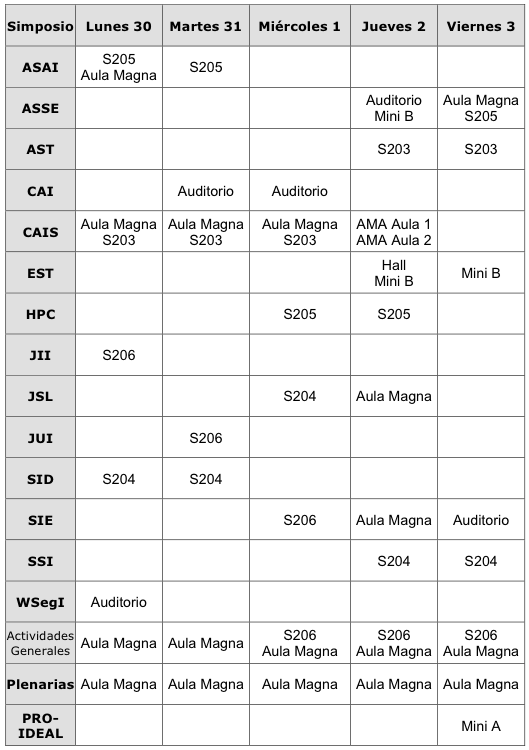 Simposio Lunes 30 Martes 31 Miércoles 1 Jueves 2 Viernes 3
ASAI S205 Aula Magna S205
ASSE Auditorio Mini B Aula Magna S205
AST S203 S203
CAI Auditorio Auditorio
CAIS Aula Magna S203 Aula Magna S203 Aula Magna S203 AMA Aula 1 AMA Aula 2
EST Hall Mini B Mini B
HPC S205 S205
JII S206
JSL S204 Aula Magna
JUI S206
SID S204 S204
SIE S206 Aula Magna Auditorio
SSI S204 S204
WSegI Auditorio
Actividades Generales Aula Magna Aula Magna S206 Aula Magna S206 Aula Magna S206 Aula Magna
Plenarias Aula Magna Aula Magna Aula Magna Aula Magna Aula Magna
PRO-IDEAL Mini A